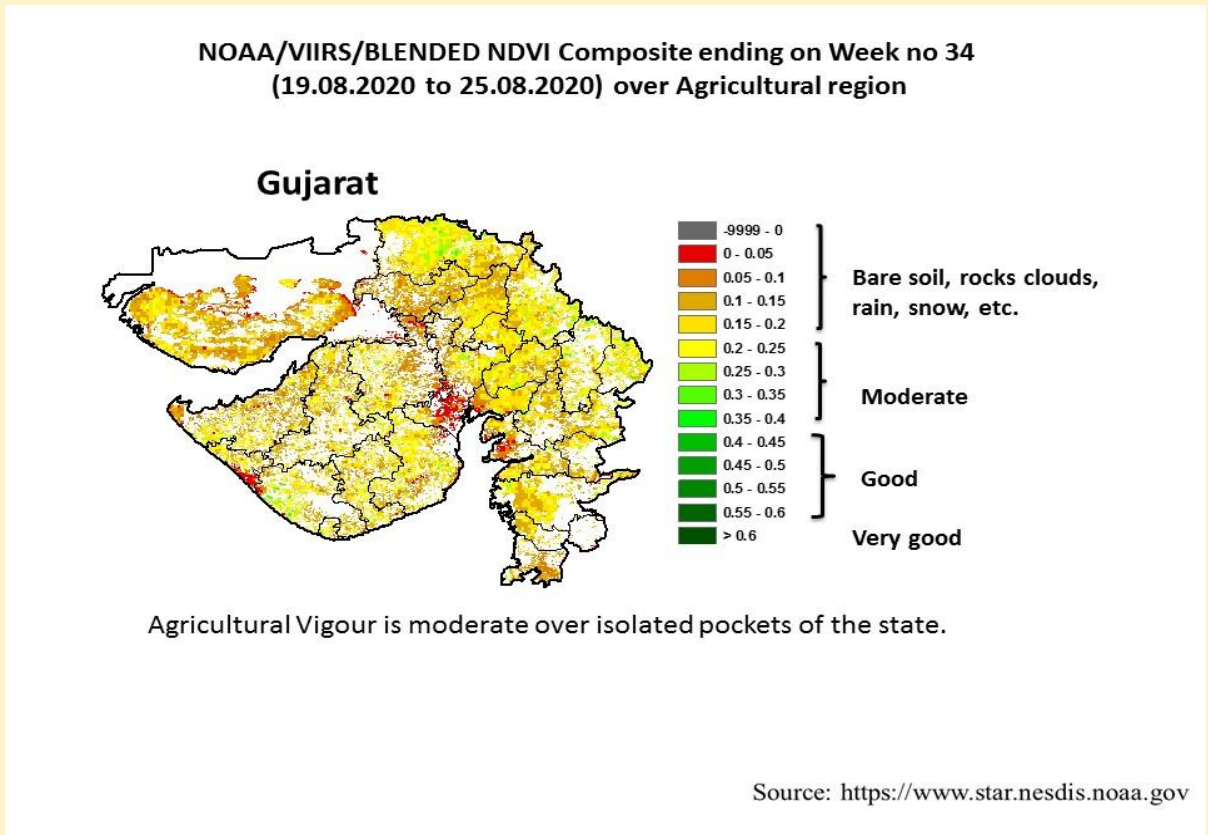 NOAA/VIIRS/BLENDED NDVI Composite ending on Week no 34
(19.08.2020 to 25.08.2020) over Agricultural region
Gujarat
-9999 - 0
0 - 0.05
0.05 - 0.1
0.1 - 0.15
0.15 - 0.2
0.2 - 0.25
0.25 - 0.3
0.3 - 0.35
0.35 - 0.4
0.4 - 0.45
0.45 - 0.5
0.5 - 0.55
0.55 - 0.6
> 0.6
Bare soil, rocks clouds,
rain, snow, etc.
Moderate
Good
Very good
Agricultural Vigour is moderate over isolated pockets of the state.
Source: https://www.star.nesdis.noaa.gov